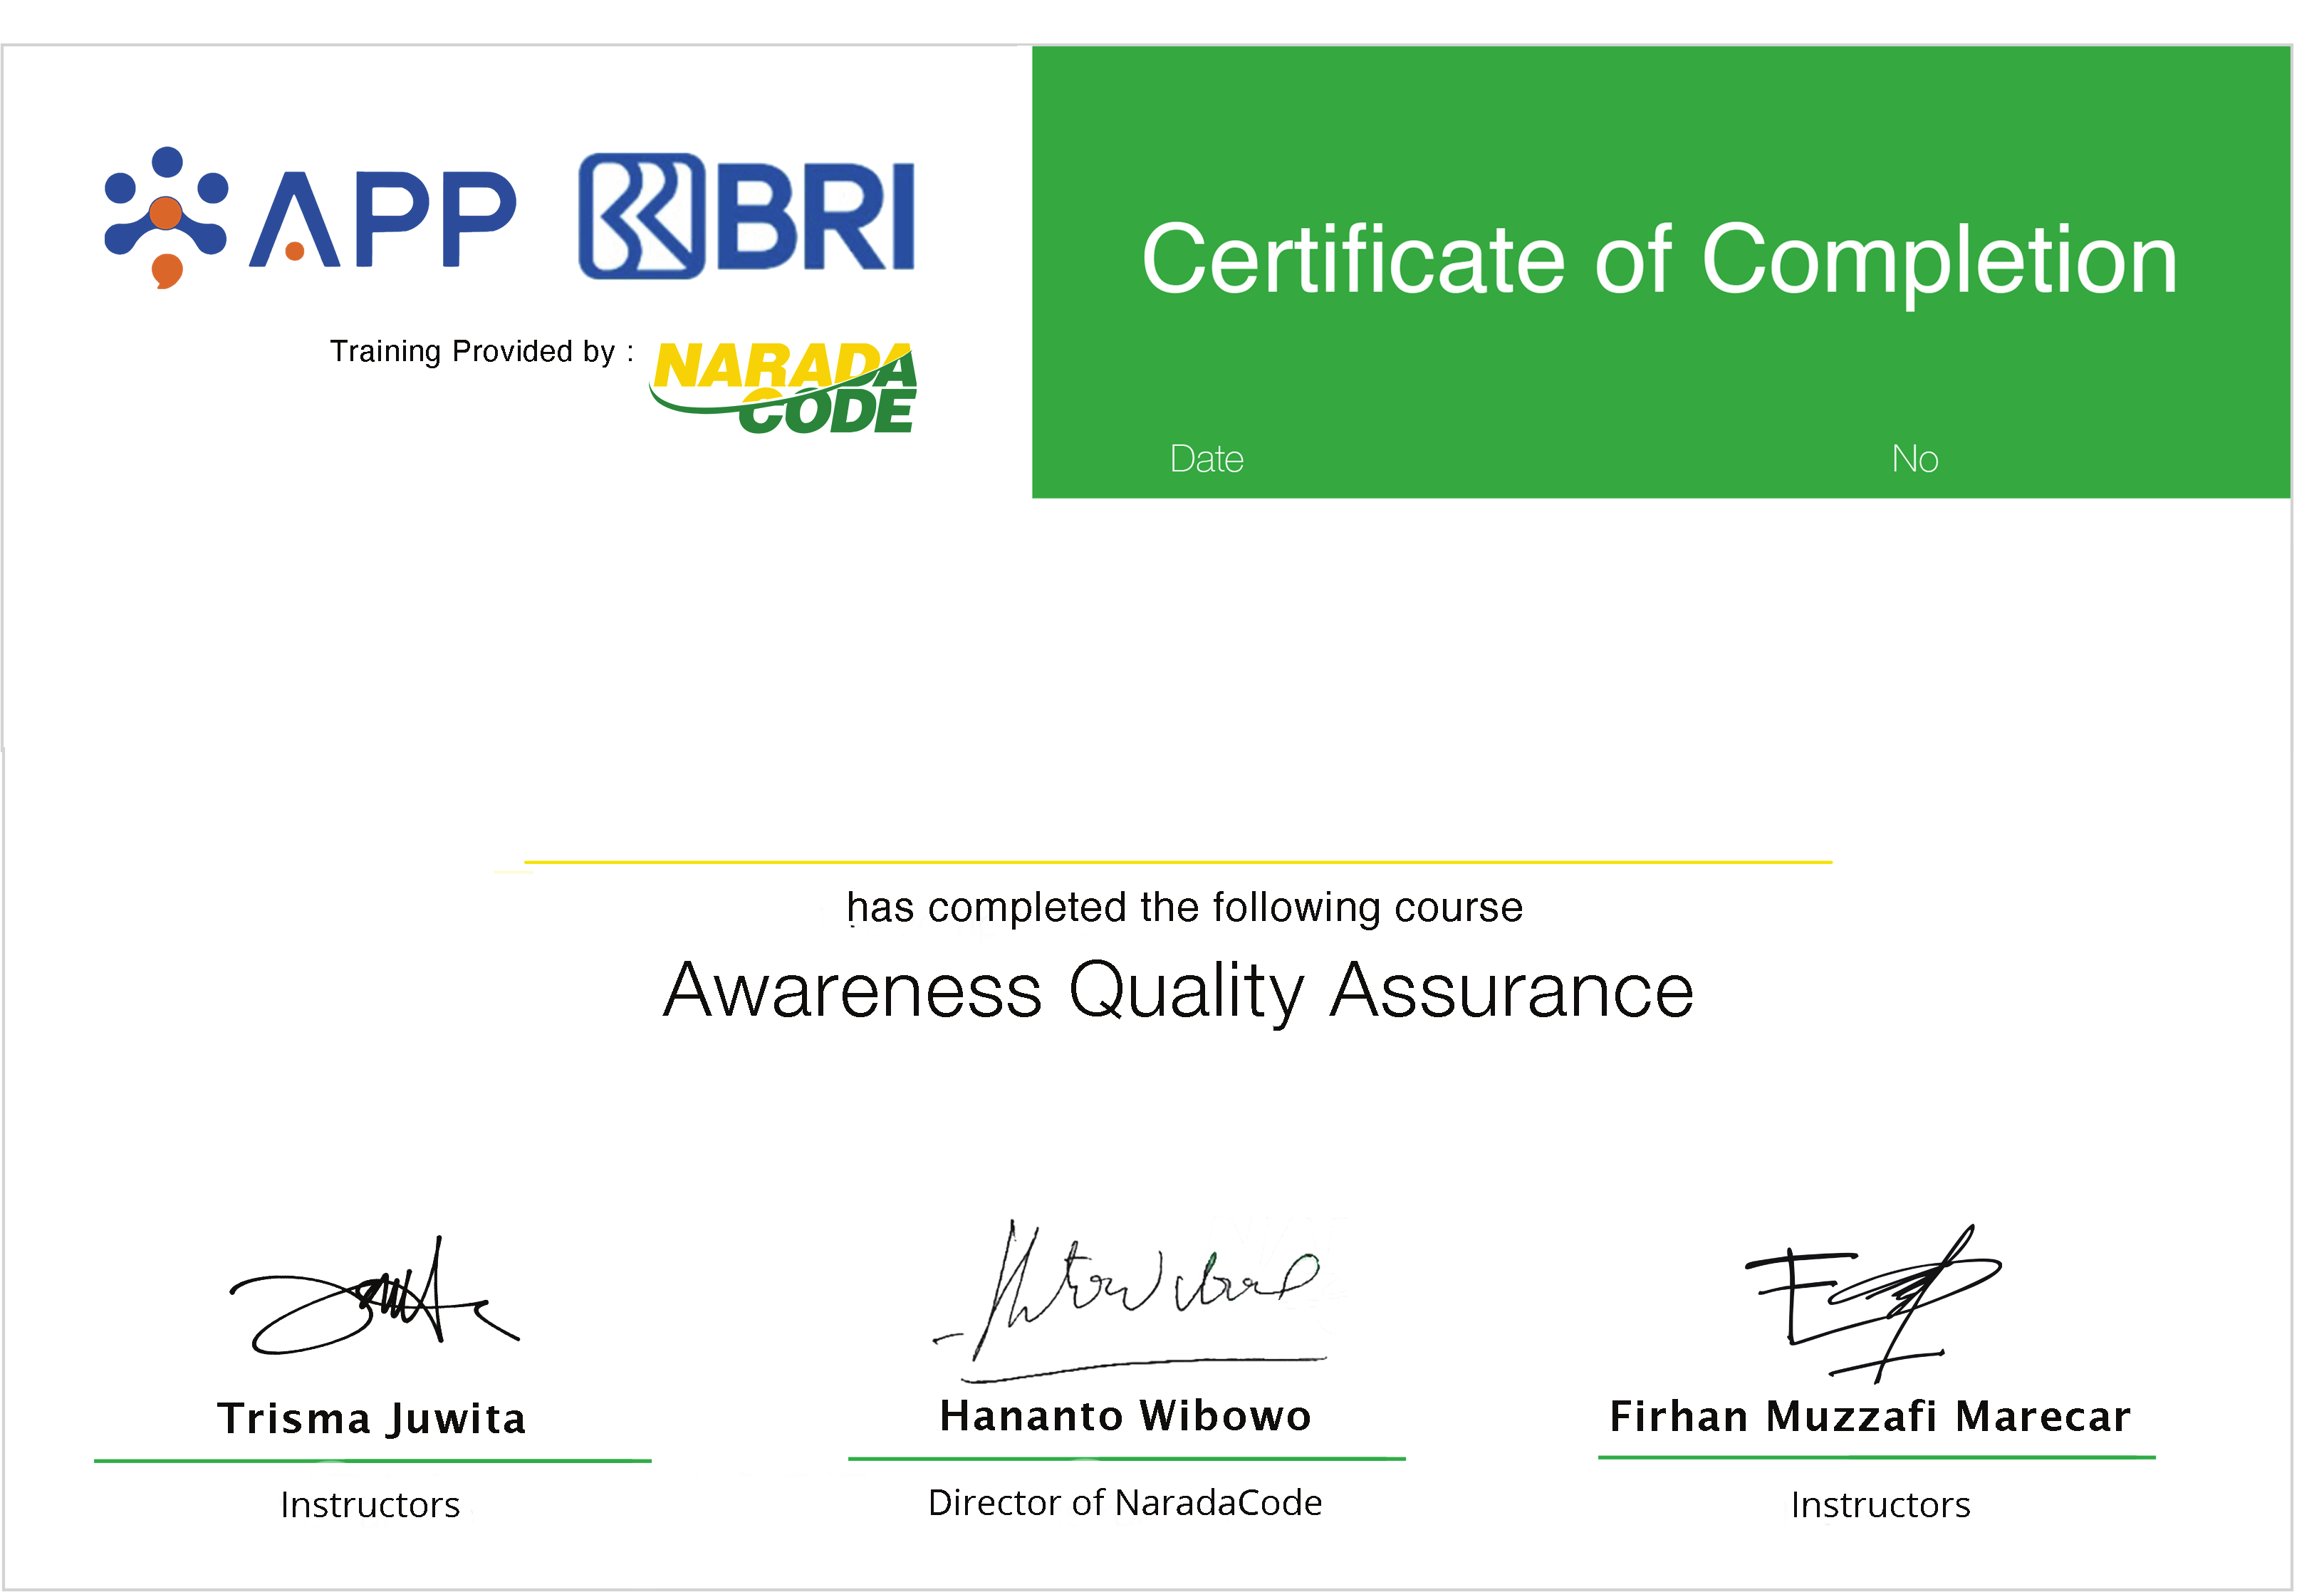 APP BRI
Certificate of Completion
Training Provided by :
NARADA
CODE
Date
No
has completed the following course
Awareness Quality Assurance
Trisma Juwita
Hananto Wibowo
Firhan Muzzafi Marecar
Instructors
Director of NaradaCode
Instructors